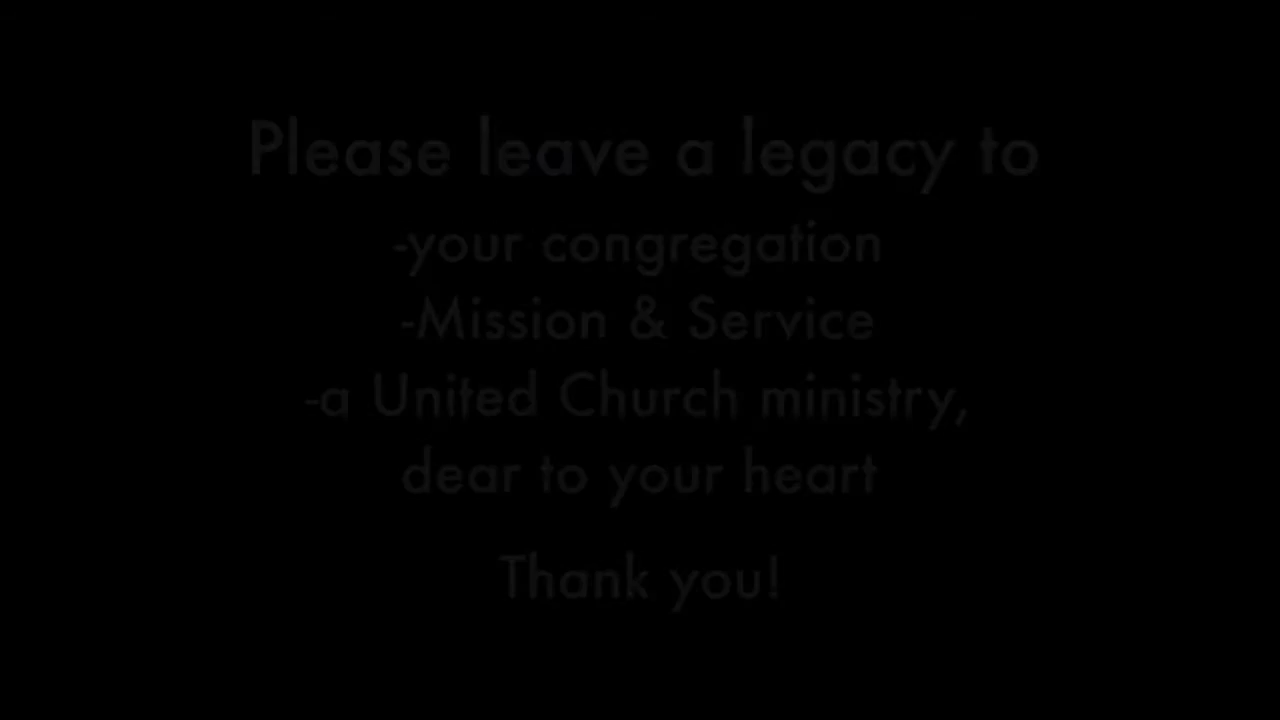 Please leave a legacy to
-your congregation
-Mission & Service
-a United Church ministry,
dear to your heart
Thank you!